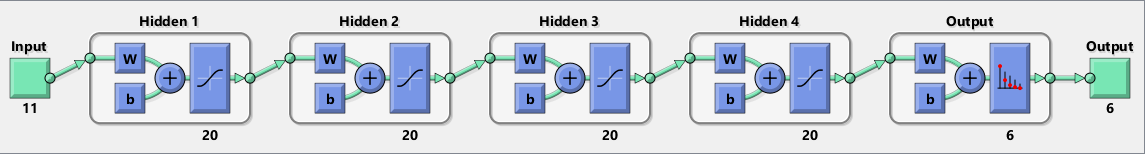 Hidden 1 Hidden 2 Hidden 3 Hidden 4 Output
Input Output
W W W W W
+ + + + +
b b b b b
11 6
20 20 20 20 6